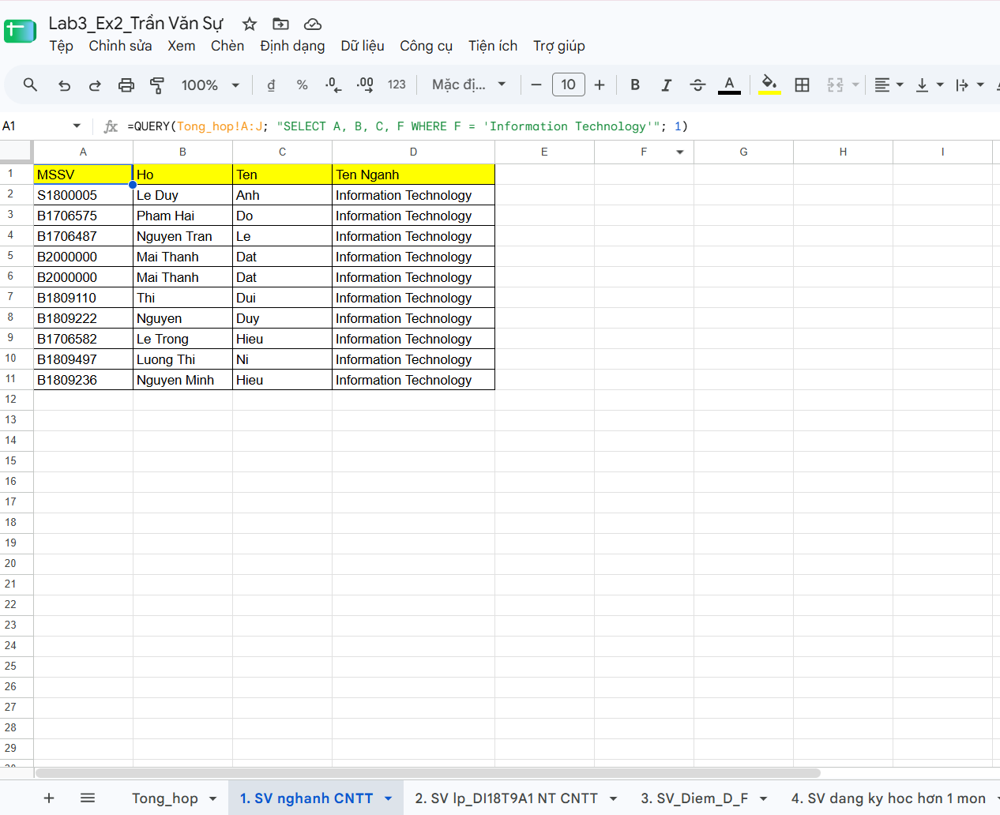 Lab3_Ex2_Trần Văn Sự
Tệp Chỉnh sửa Xem Chèn Định dạng Dữ liệu Công cụ Tiện ích Trợ giúp
100% đ % .0 .00 123 Mặc đị... 10 B I S A
A1 fx =QUERY(Tong_hop!A:J; "SELECT A, B, C, F WHERE F = 'Information Technology'"; 1)
A B C D E F G H I
1 MSSV Ho Ten Ten Nganh
2 S1800005 Le Duy Anh Information Technology
3 B1706575 Pham Hai Do Information Technology
4 B1706487 Nguyen Tran Le Information Technology
5 B2000000 Mai Thanh Dat Information Technology
6 B2000000 Mai Thanh Dat Information Technology
7 B1809110 Thi Dui Information Technology
8 B1809222 Nguyen Duy Information Technology
9 B1706582 Le Trong Hieu Information Technology
10 B1809497 Luong Thi Ni Information Technology
11 B1809236 Nguyen Minh Hieu Information Technology
12
13
14
15
16
17
18
19
20
21
22
23
24
25
26
27
28
29
Tong_hop 1. SV nghanh CNTT 2. SV lp_DI18T9A1 NT CNTT 3. SV_Diem_D_F 4. SV dang ky hoc hơn 1 mon